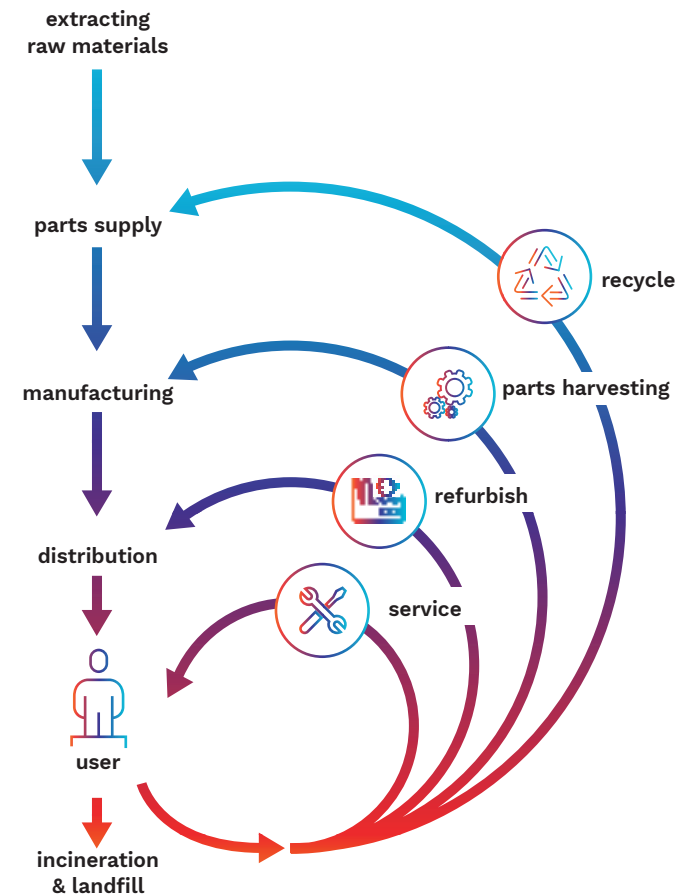 extracting
raw materials
parts supply
recycle
manufacturing
parts harvesting
refurbish
distribution
service
user
incineration
& landfill